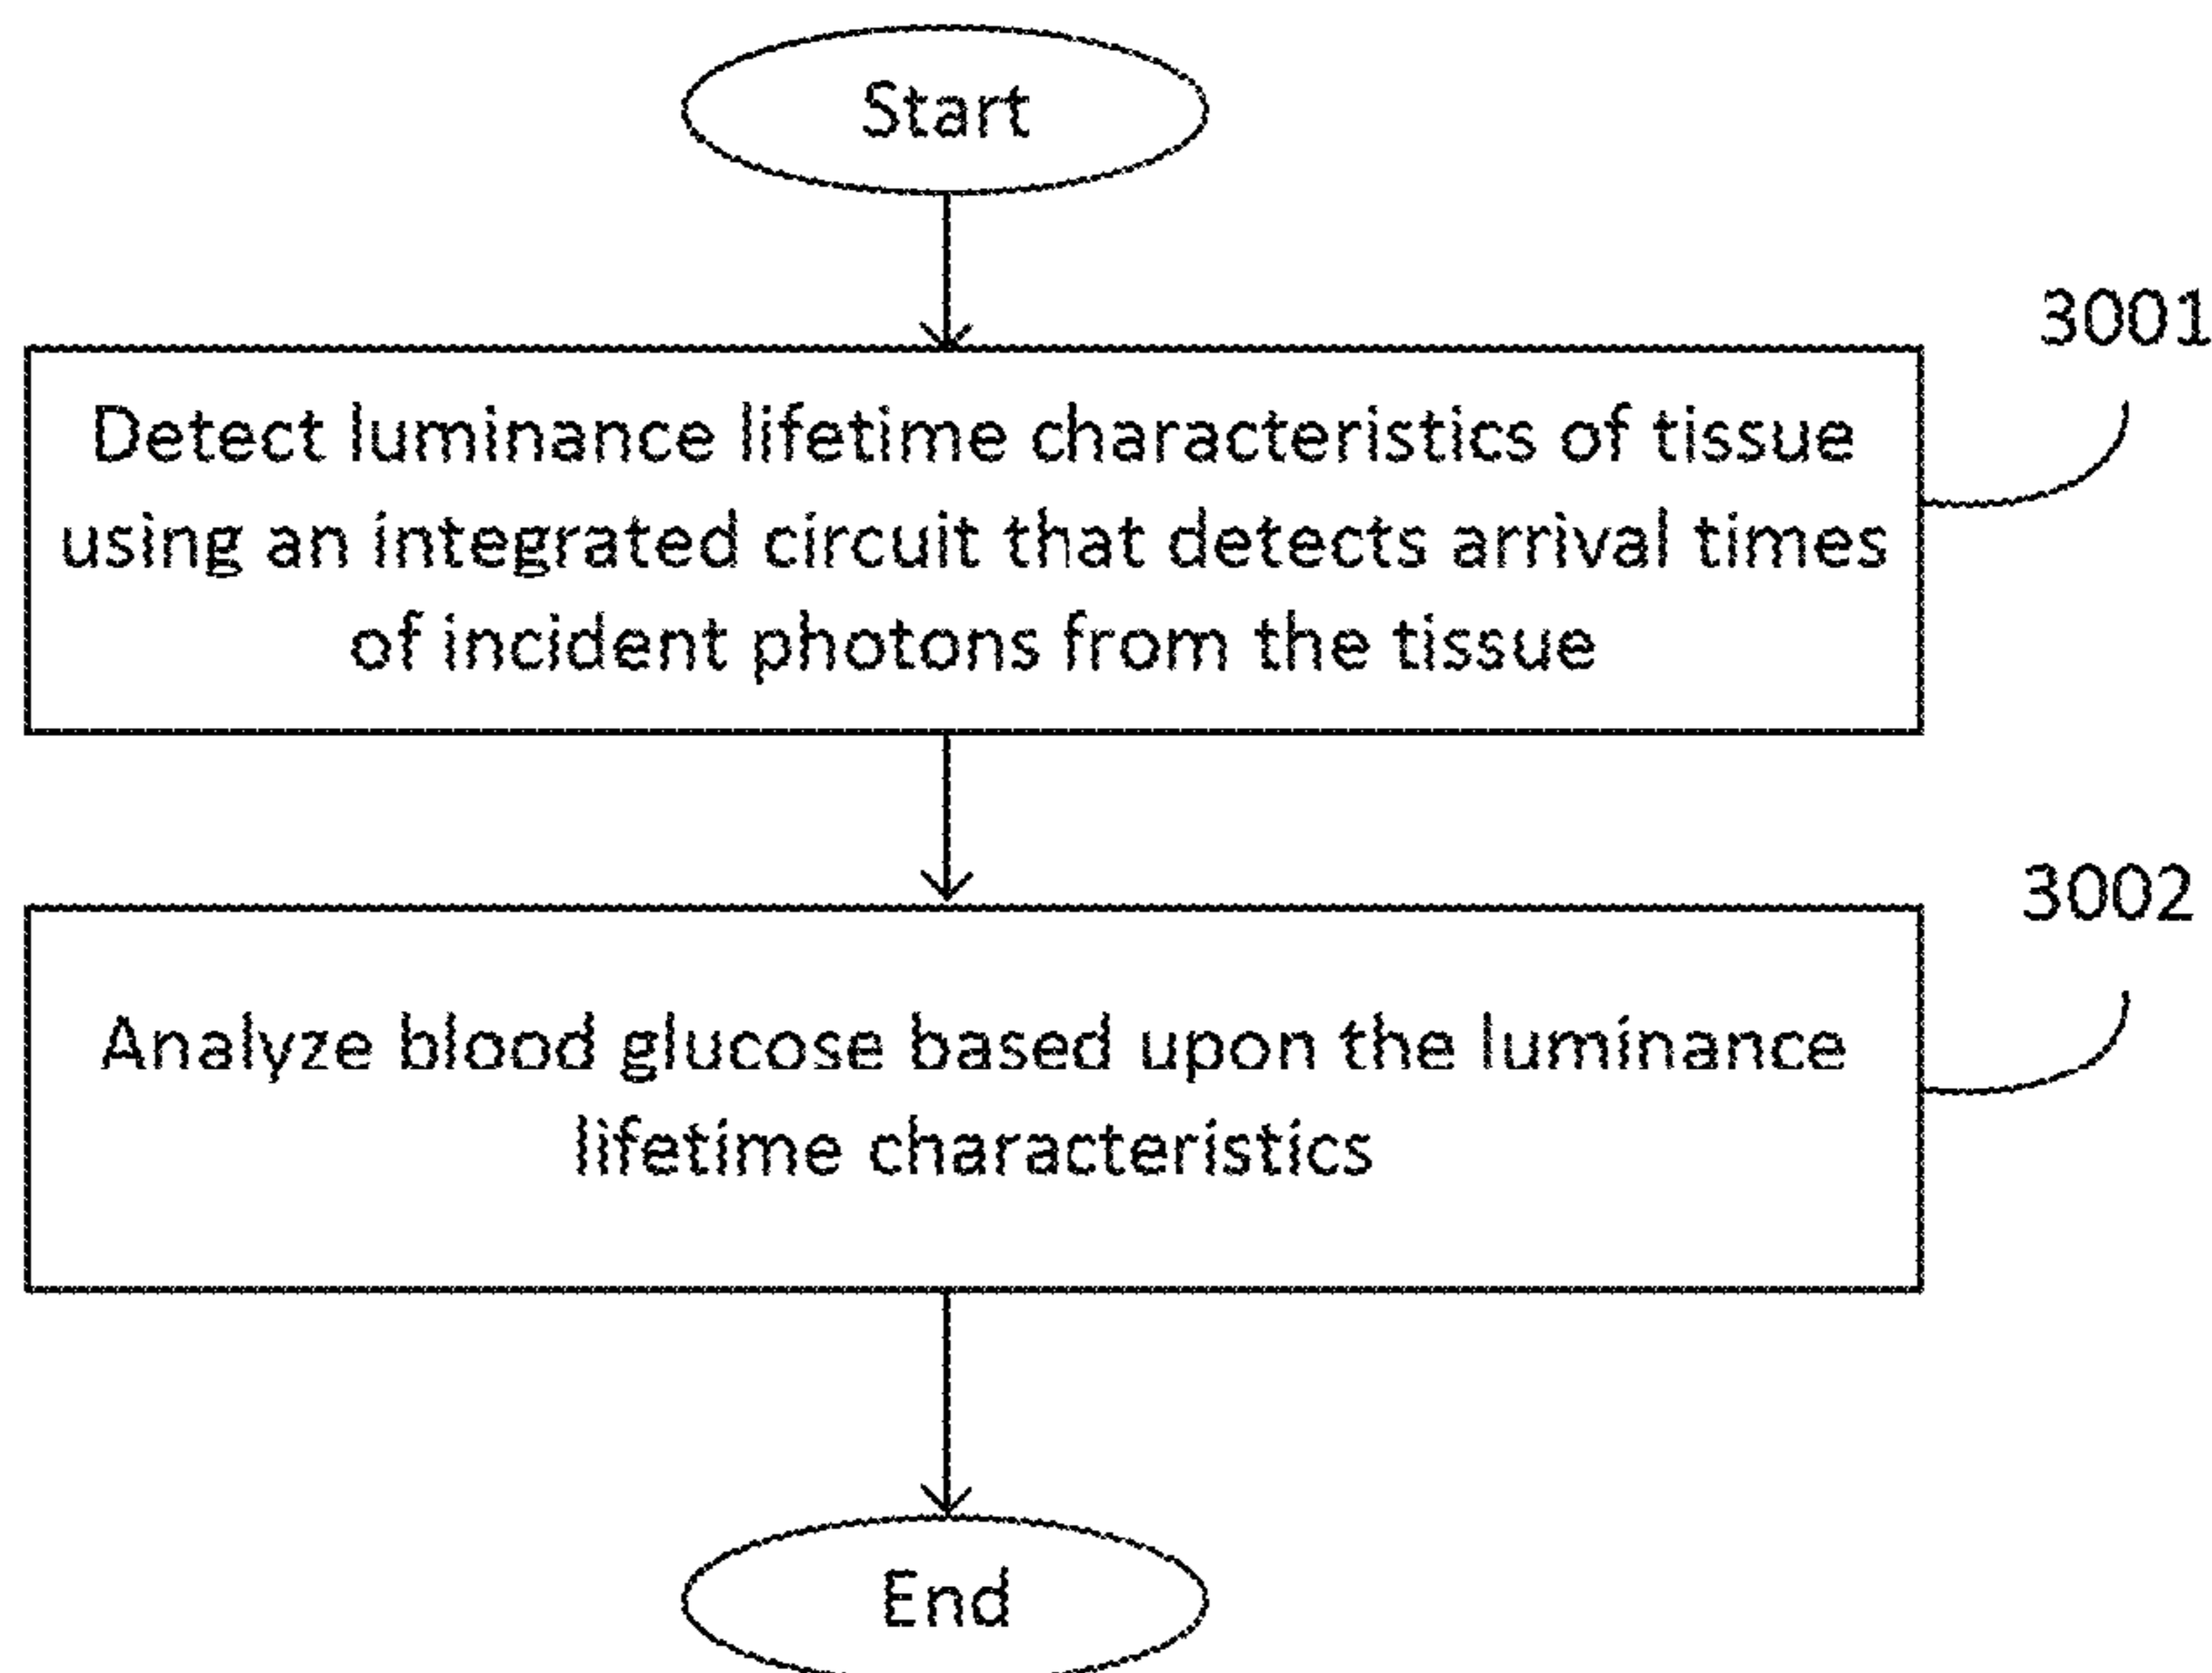 Start
3001
Detect luminance lifetime characteristics of tissue
using an integrated circuit that detects arrival times
of incident photons from the tissue
3002
Analyze blood glucose based upon the luminance
lifetime characteristics
End